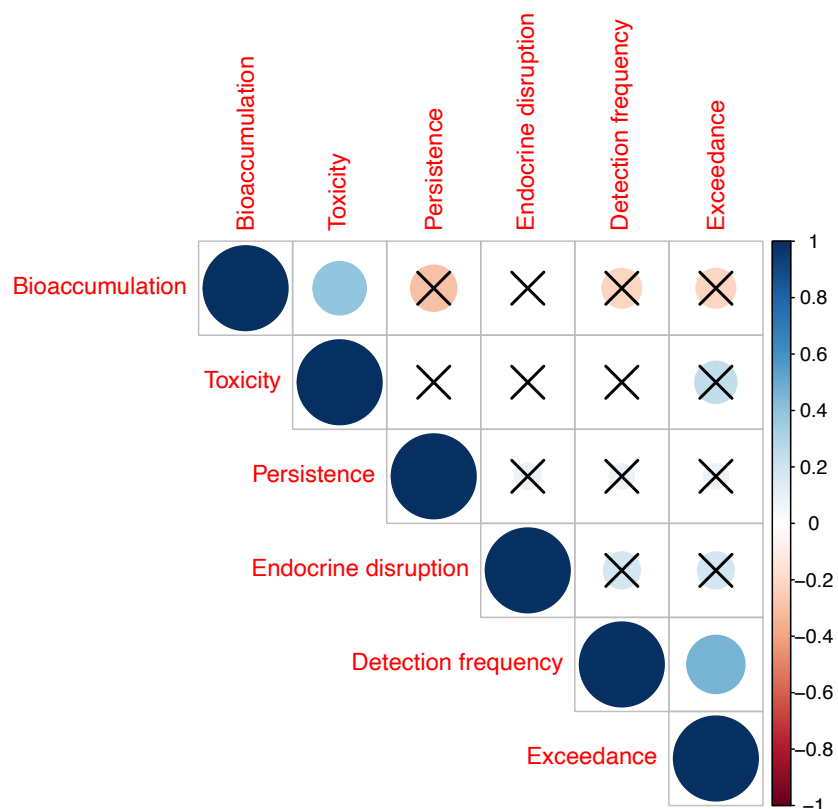 Bioaccumulation
Toxicity
Persistence
Endocrine disruption
Detection frequency
Exceedance
Bioaccumulation
Toxicity
Persistence
Endocrine disruption
Detection frequency
Exceedance
1
0.8
0.6
0.4
0.2
0
−0.2
−0.4
−0.6
−0.8
−1